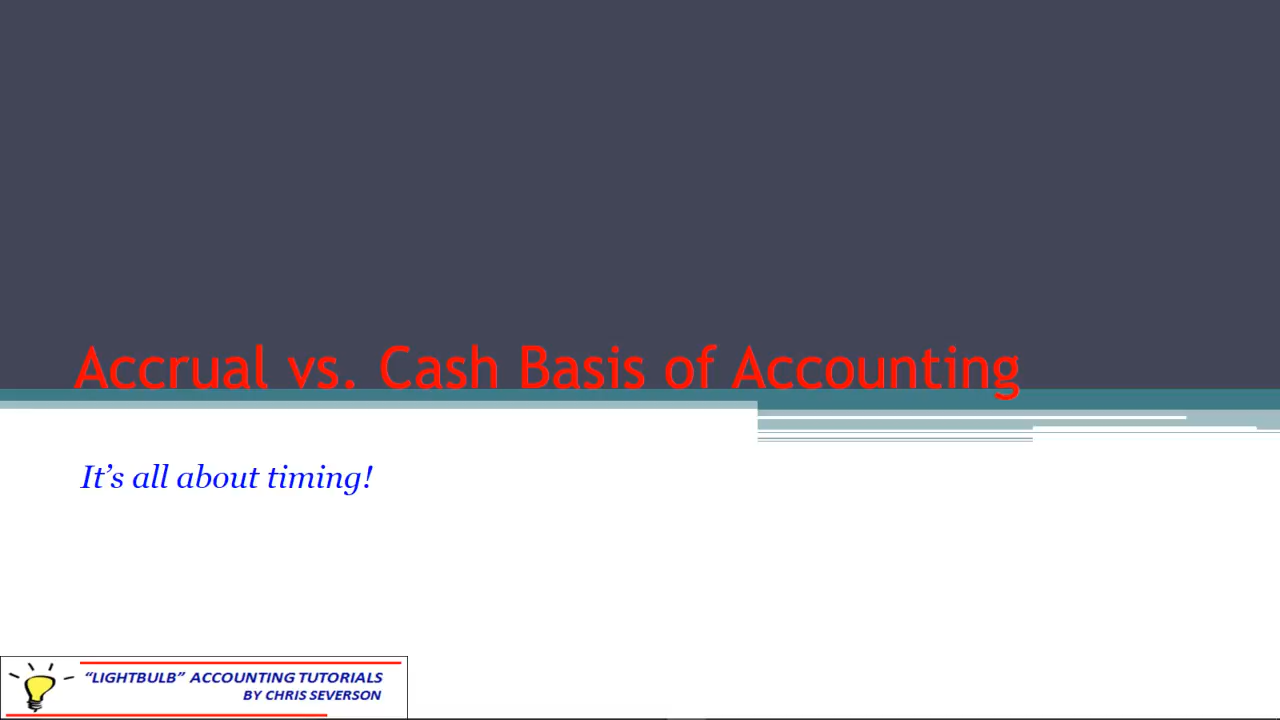 Accrual vs. Cash Basis of Accounting
It’s all about timing!
“LIGHTBULB” ACCOUNTING TUTORIALS
BY CHRIS SEVERSON